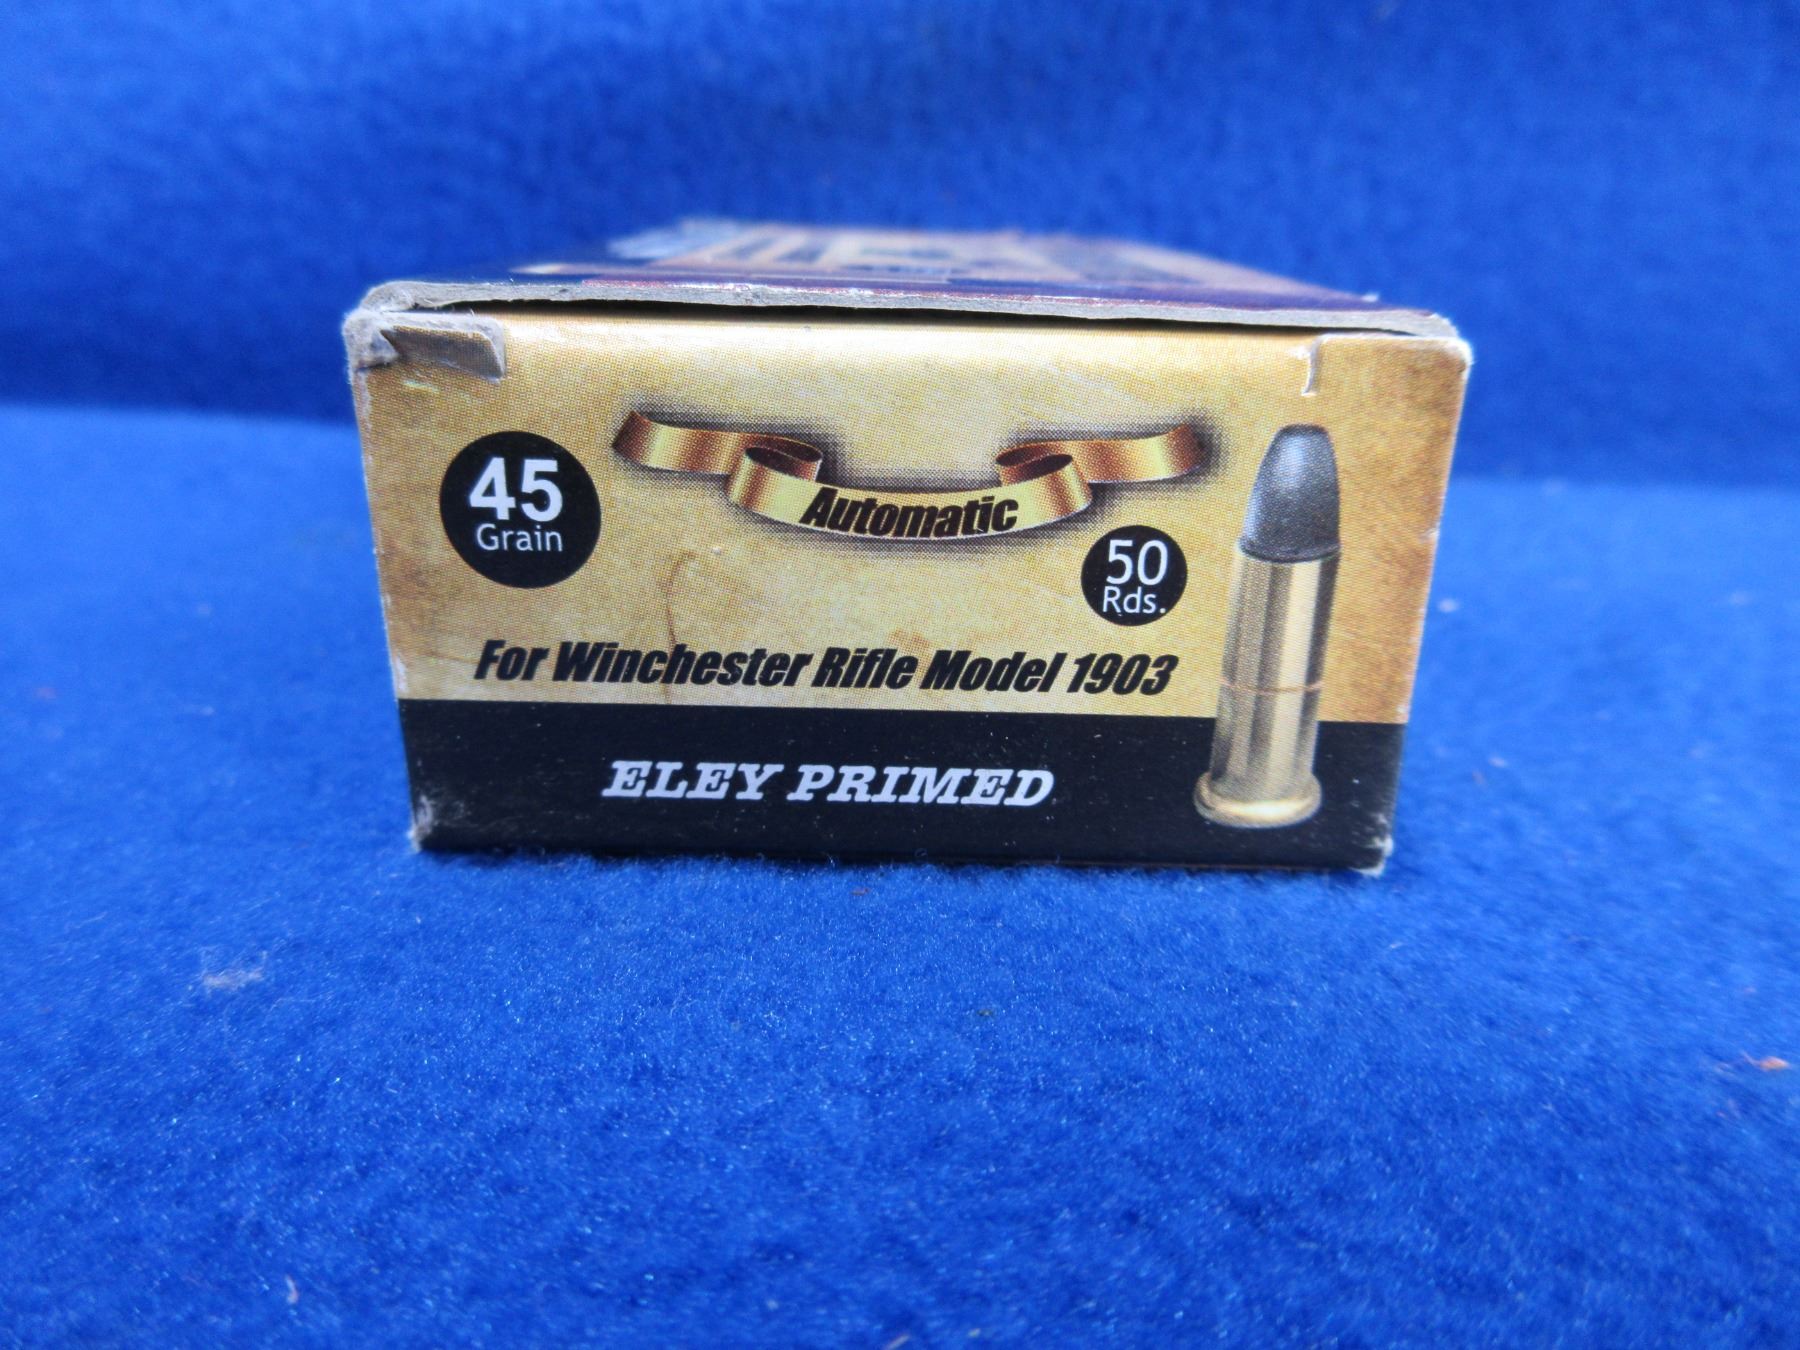 45
Grain
Automatic
50
Rds.
For Winchester Rifle Model 1903
ELEY PRIMED